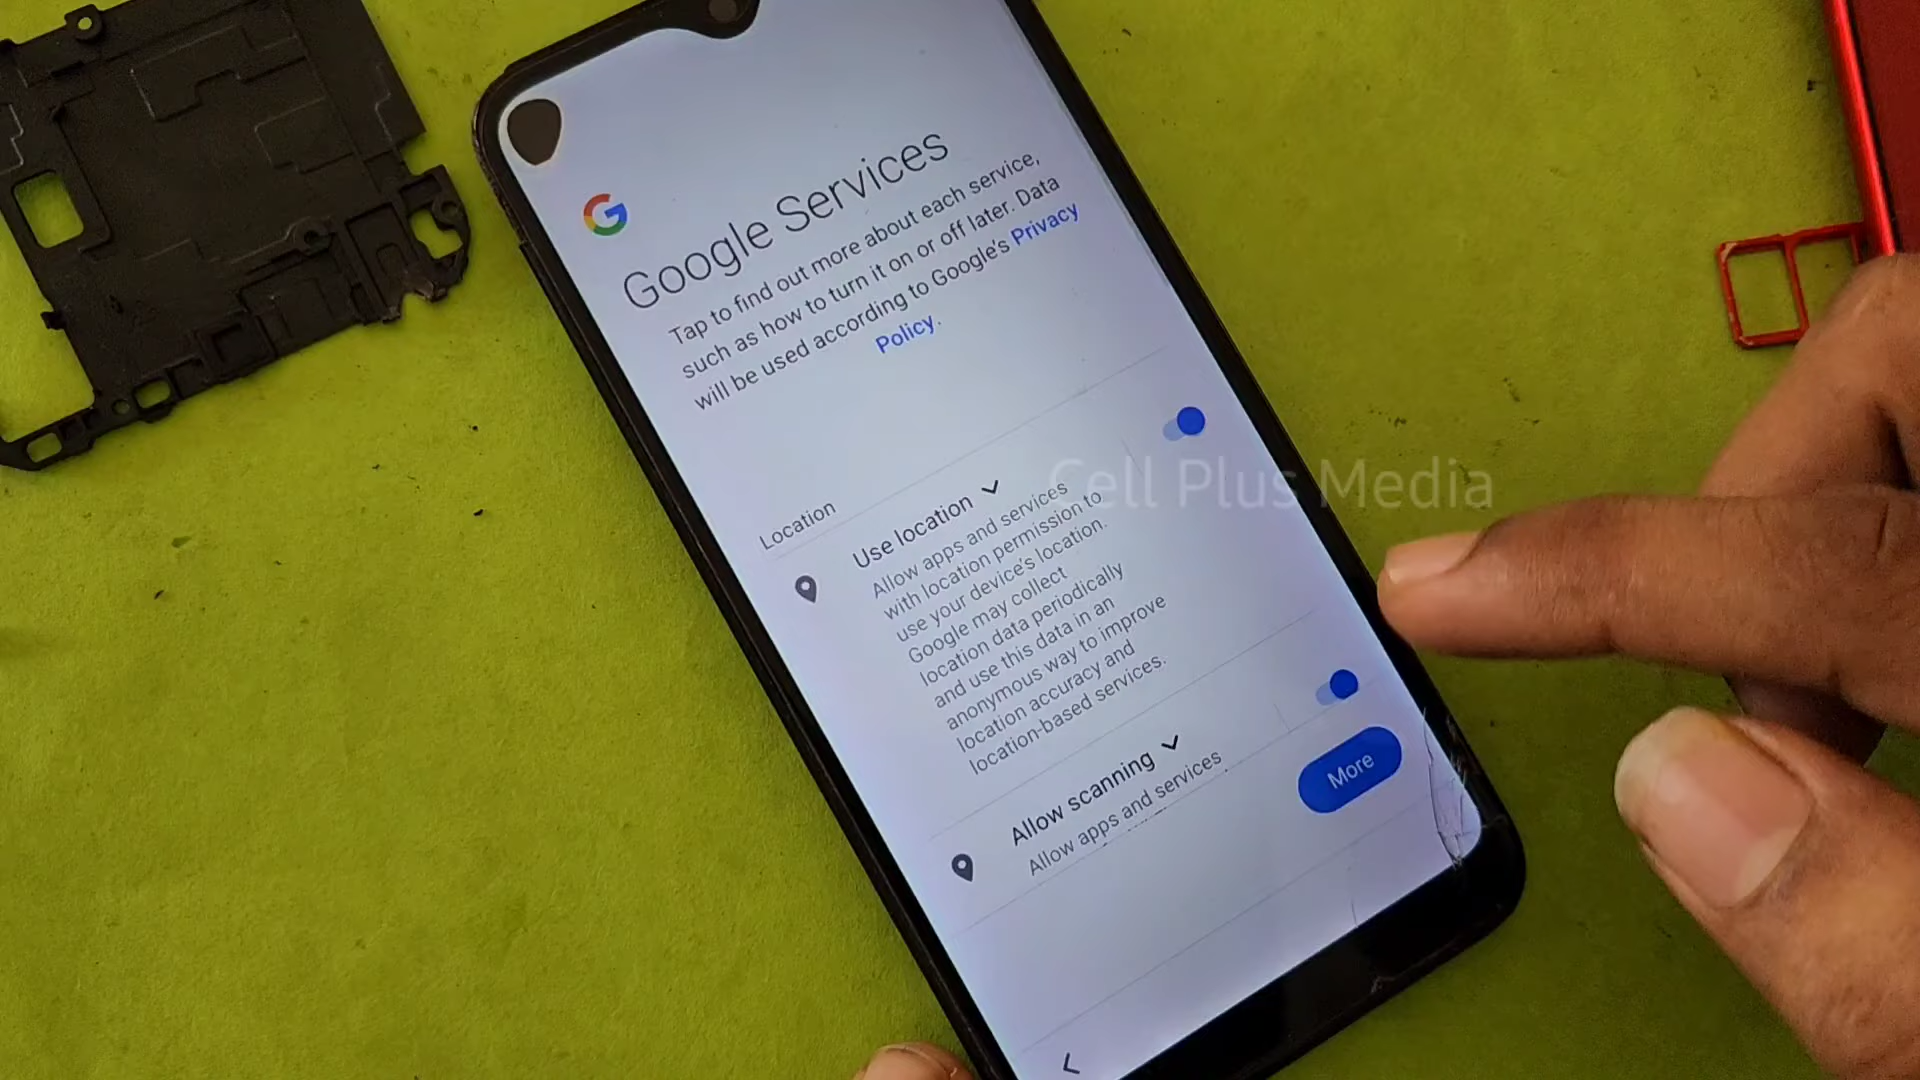 Google Services
Tap to find out more about each service,
such as how to turn it on or off later. Data
will be used according to Google's Privacy
Policy.
Location
Use location
Allow apps and services
with location permission to
use your device's location.
Google may collect
location data periodically
and use this data in an
anonymous way to improve
location accuracy and
location-based services.
Allow scanning
Allow apps and services
More
Cell Plus Media